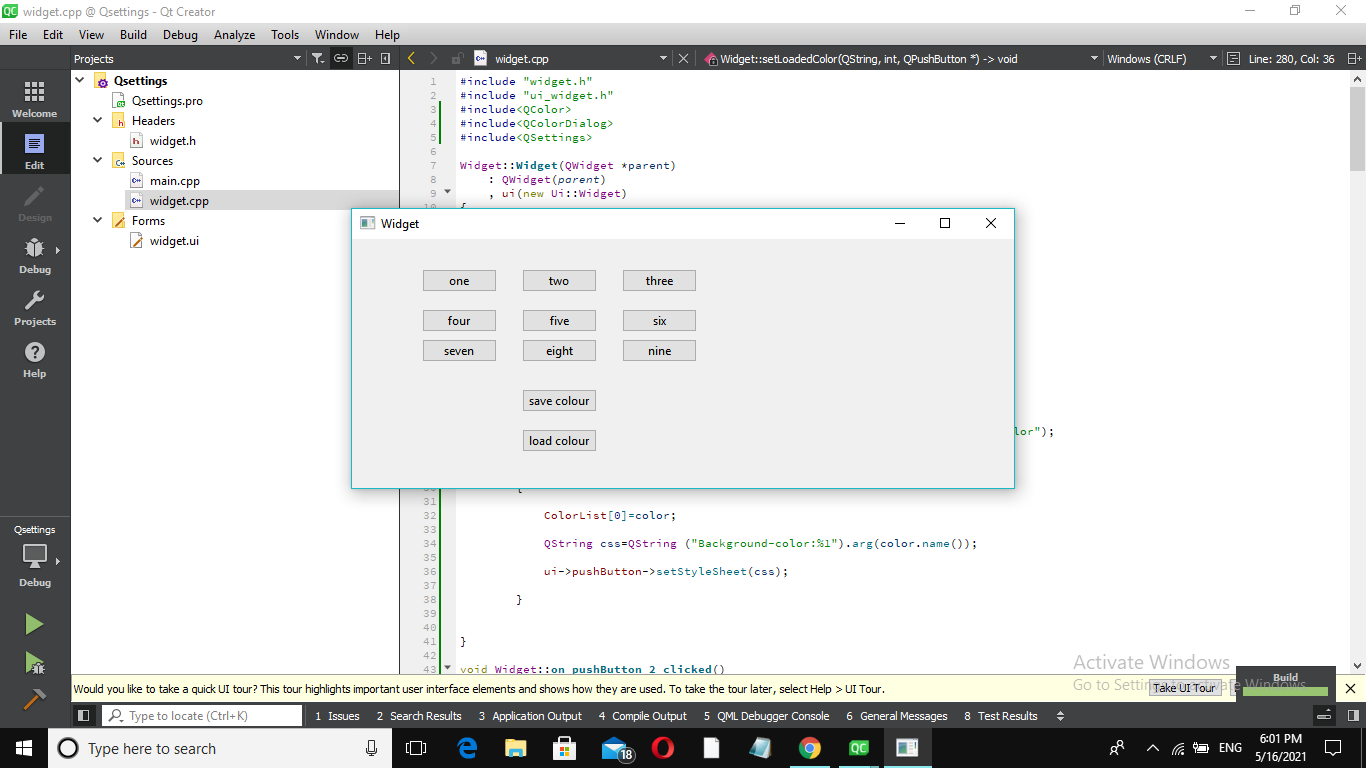 widget.cpp @ Qsettings - Qt Creator
File Edit View Build Debug Analyze Tools Window Help
Projects
widget.cpp
Widget::setLoadedColor(QString, int, QPushButton *) -> void
Windows (CRLF)
Line: 280, Col: 36
Welcome
Edit
Design
Debug
Projects
Help
Qsettings
Debug
Qsettings
Qsettings.pro
Headers
widget.h
Sources
main.cpp
widget.cpp
Forms
widget.ui
1 #include "widget.h"
2 #include "ui_widget.h"
3 #include<QColor>
4 #include<QColorDialog>
5 #include<QSettings>
6
7 Widget::Widget(QWidget *parent)
8 : QWidget(parent)
9 , ui(new Ui::Widget)
10 {
Widget
one two three
four five six
seven eight nine
save colour
load colour
lor");
31
32 ColorList[0]=color;
33
34 QString css=QString ("Background-color:%1").arg(color.name());
35
36 ui->pushButton->setStyleSheet(css);
37
38 }
39
40
41 }
42
43 void Widget::on_pushButton_2_clicked()
Activate Windows
Go to Settings to activate Windows.
Build
Would you like to take a quick UI tour? This tour highlights important user interface elements and shows how they are used. To take the tour later, select Help > UI Tour.
Take UI Tour
Type to locate (Ctrl+K)
1 Issues 2 Search Results 3 Application Output 4 Compile Output 5 QML Debugger Console 6 General Messages 8 Test Results
Type here to search
18
QC
ENG
6:01 PM
5/16/2021